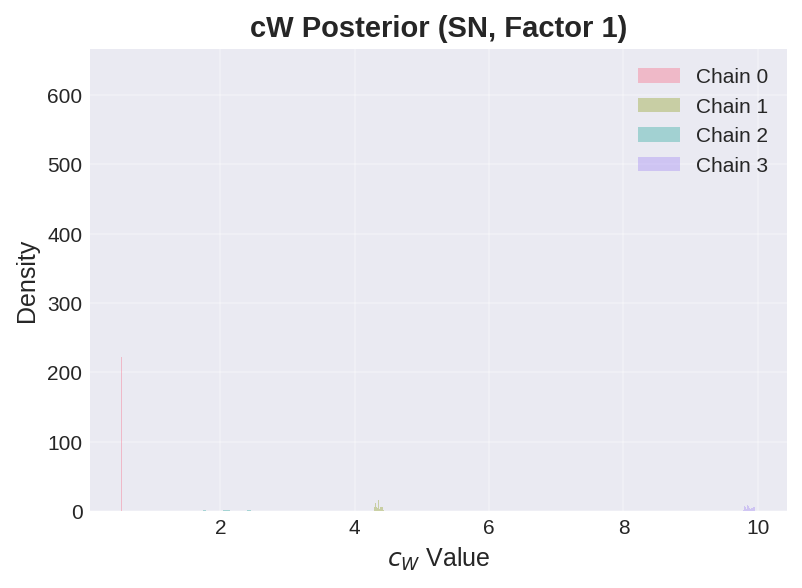 cW Posterior (SN, Factor 1)
Chain 0
Chain 1
Chain 2
Chain 3
Density
600
500
400
300
200
100
0
2
4
6
8
10
c_W Value